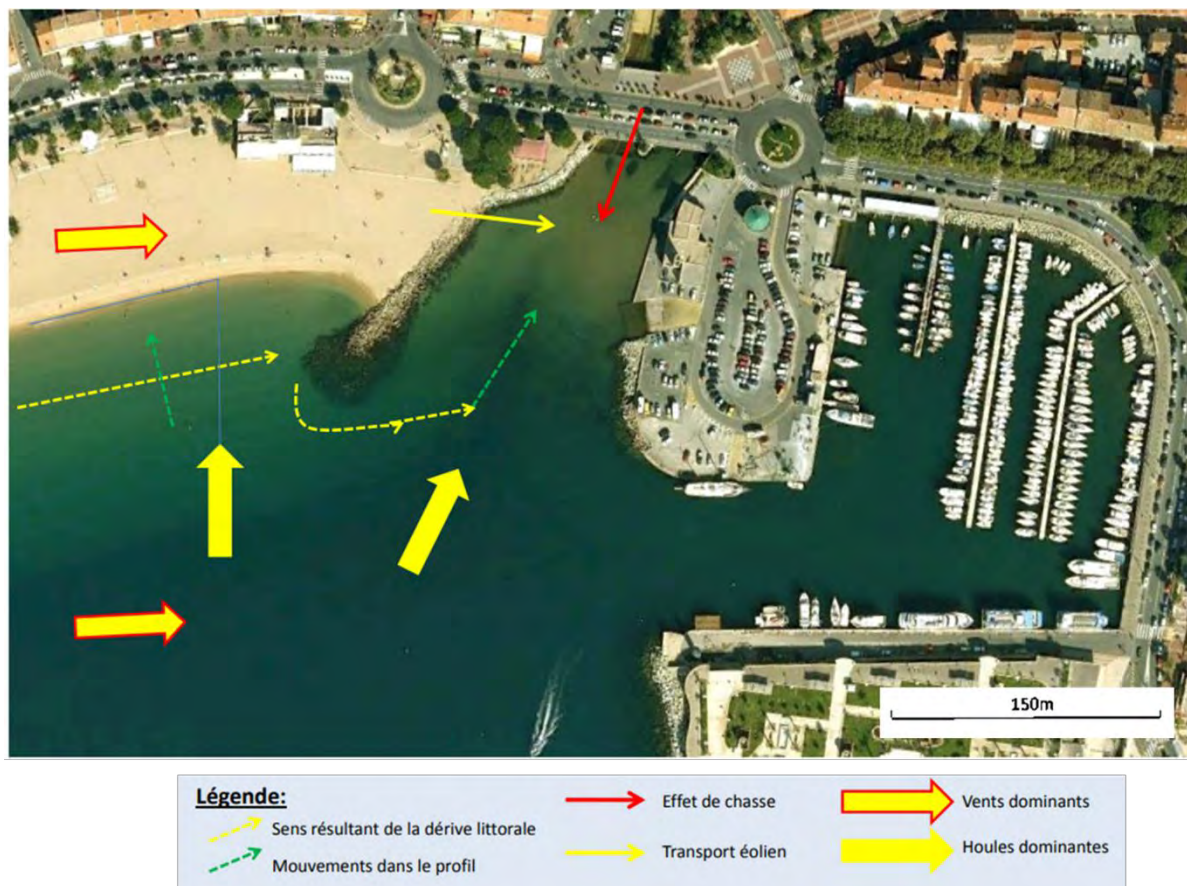 150m
Légende:
Sens résultant de la dérive littorale
Mouvements dans le profil
Effet de chasse
Transport éolien
Vents dominants
Houles dominantes